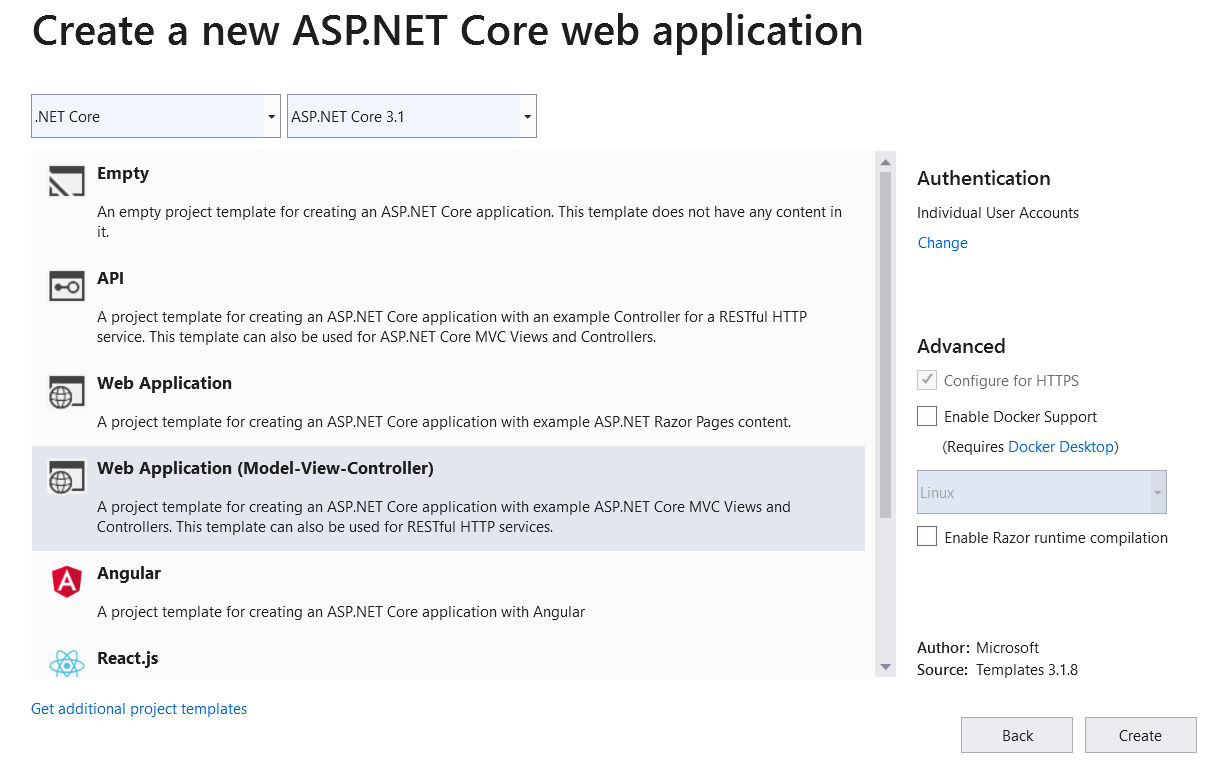 Create a new ASP.NET Core web application
.NET Core
ASP.NET Core 3.1
Empty
An empty project template for creating an ASP.NET Core application. This template does not have any content in
it.
API
A project template for creating an ASP.NET Core application with an example Controller for a RESTful HTTP
service. This template can also be used for ASP.NET Core MVC Views and Controllers.
Web Application
A project template for creating an ASP.NET Core application with example ASP.NET Razor Pages content.
Web Application (Model-View-Controller)
A project template for creating an ASP.NET Core application with example ASP.NET Core MVC Views and
Controllers. This template can also be used for RESTful HTTP services.
Angular
A project template for creating an ASP.NET Core application with Angular
React.js
Get additional project templates
Authentication
Individual User Accounts
Change
Advanced
Configure for HTTPS
Enable Docker Support
(Requires Docker Desktop)
Linux
Enable Razor runtime compilation
Author: Microsoft
Source: Templates 3.1.8
Back
Create